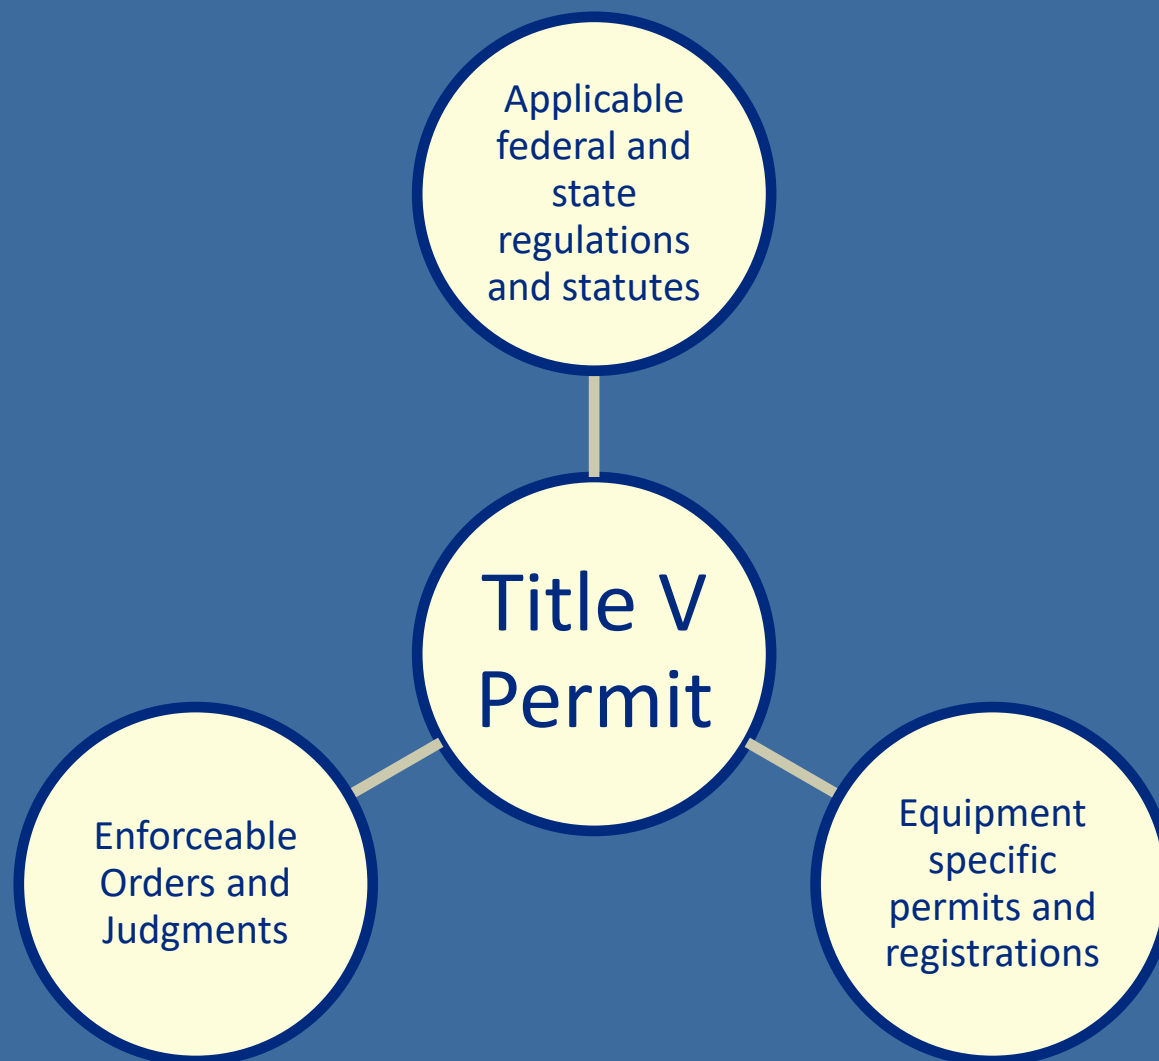 Applicable
federal and
state
regulations
and statutes
Title V
Permit
Enforceable
Orders and
Judgments
Equipment
specific
permits and
registrations